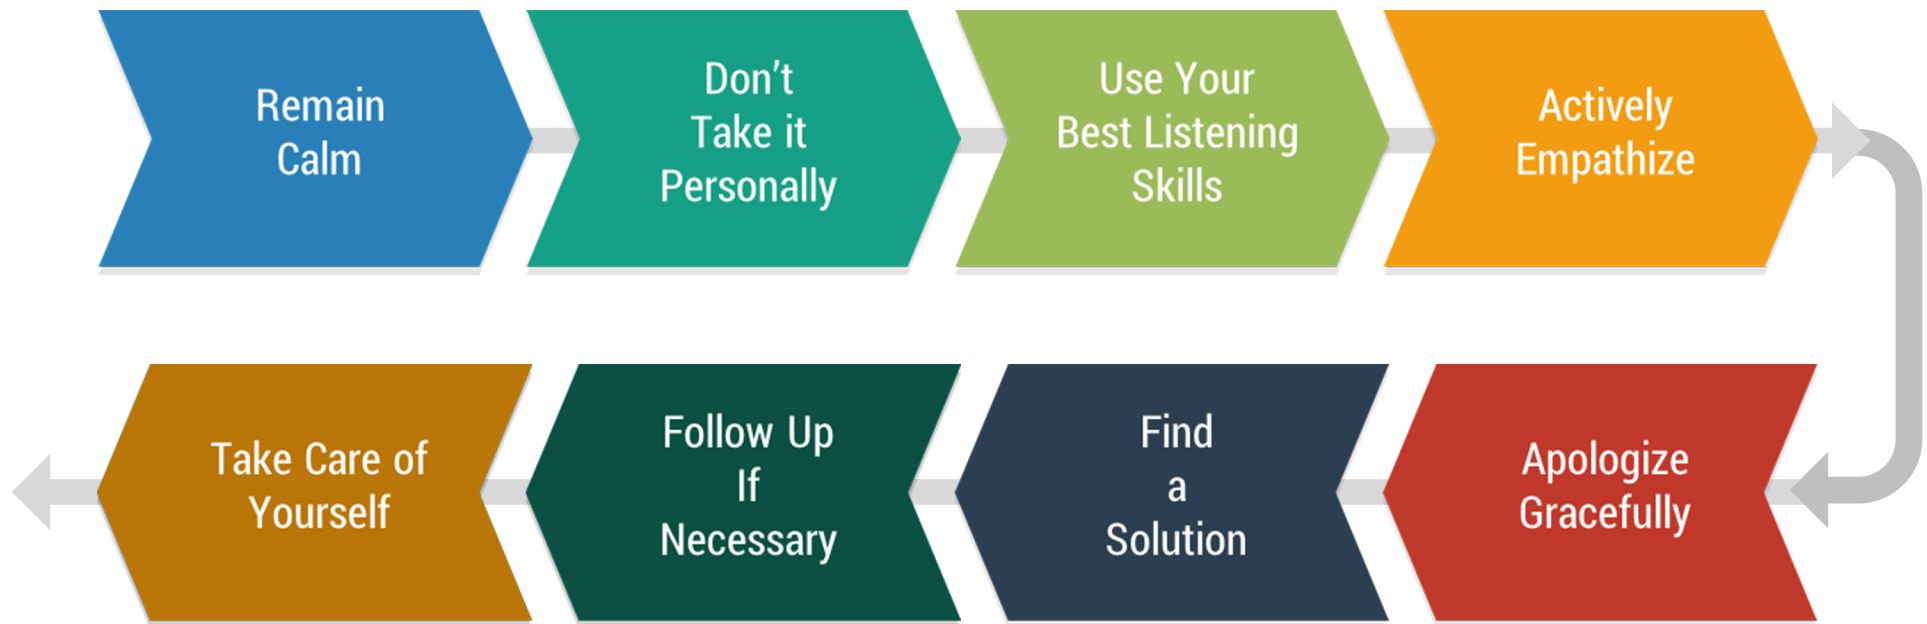 Remain
Calm
Don’t
Take it
Personally
Use Your
Best Listening
Skills
Actively
Empathize
Apologize
Gracefully
Find
a
Solution
Follow Up
If
Necessary
Take Care of
Yourself